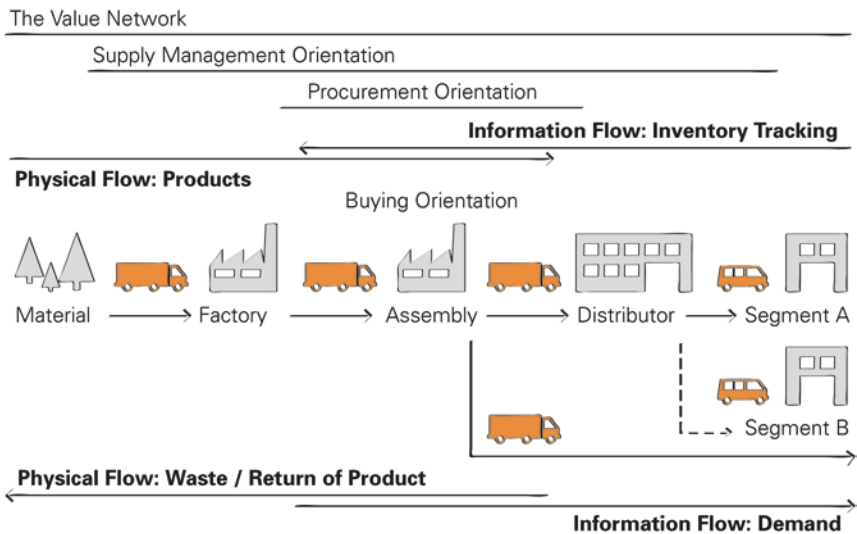 The Value Network
Supply Management Orientation
Procurement Orientation
Information Flow: Inventory Tracking
Physical Flow: Products
Buying Orientation
Material
Factory
Assembly
Distributor
Segment A
Segment B
Physical Flow: Waste / Return of Product
Information Flow: Demand